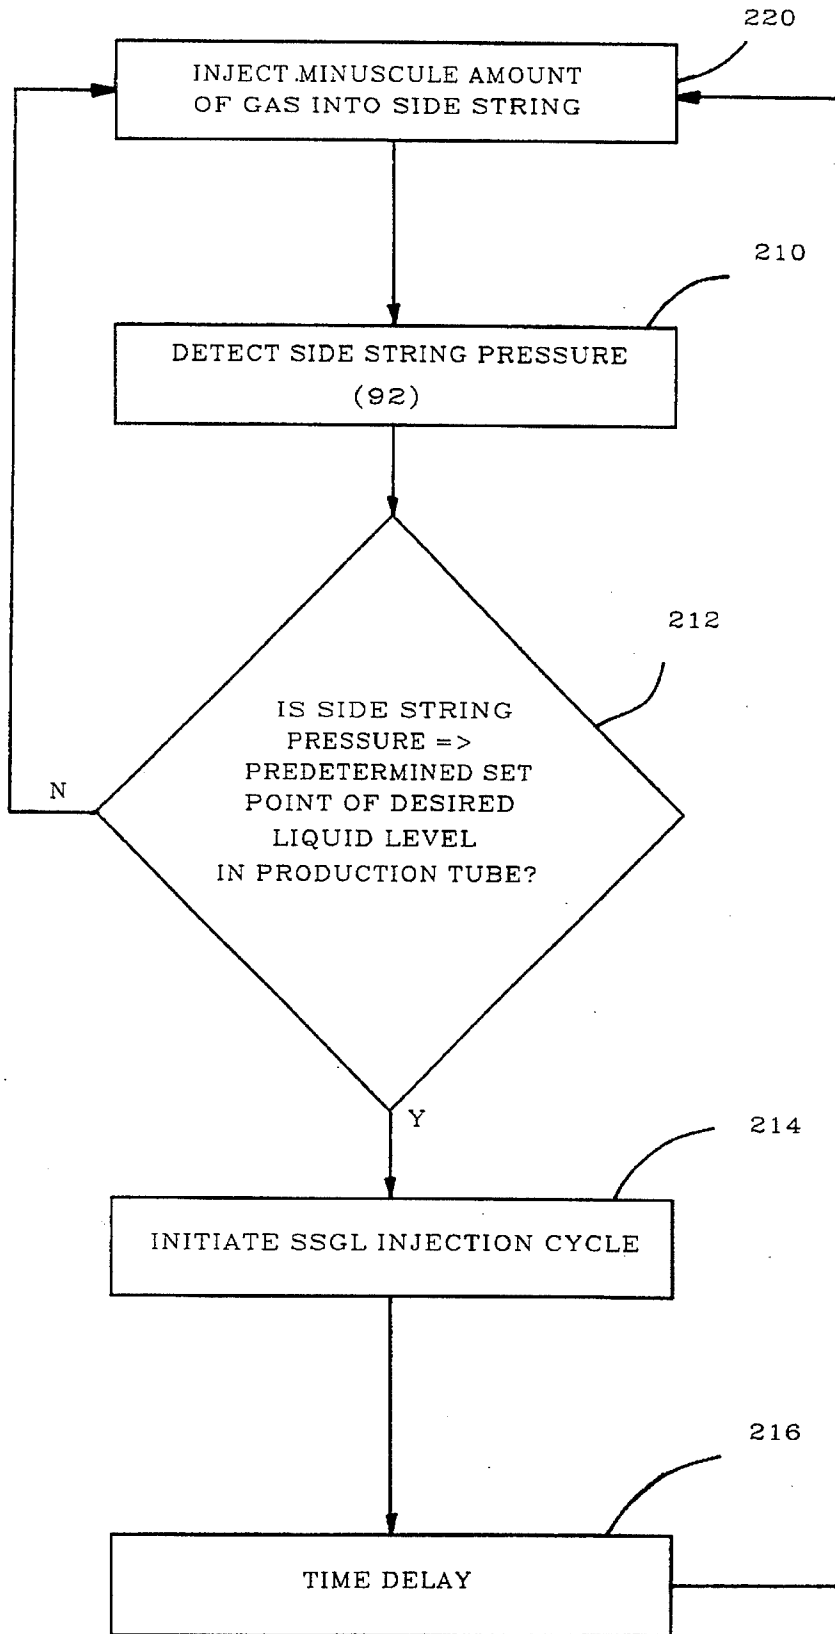 220
INJECT MINUSCULE AMOUNT
OF GAS INTO SIDE STRING
210
DETECT SIDE STRING PRESSURE
(92)
212
IS SIDE STRING
PRESSURE =>
PREDETERMINED SET
POINT OF DESIRED
LIQUID LEVEL
IN PRODUCTION TUBE?
N
Y
214
INITIATE SSGL INJECTION CYCLE
216
TIME DELAY